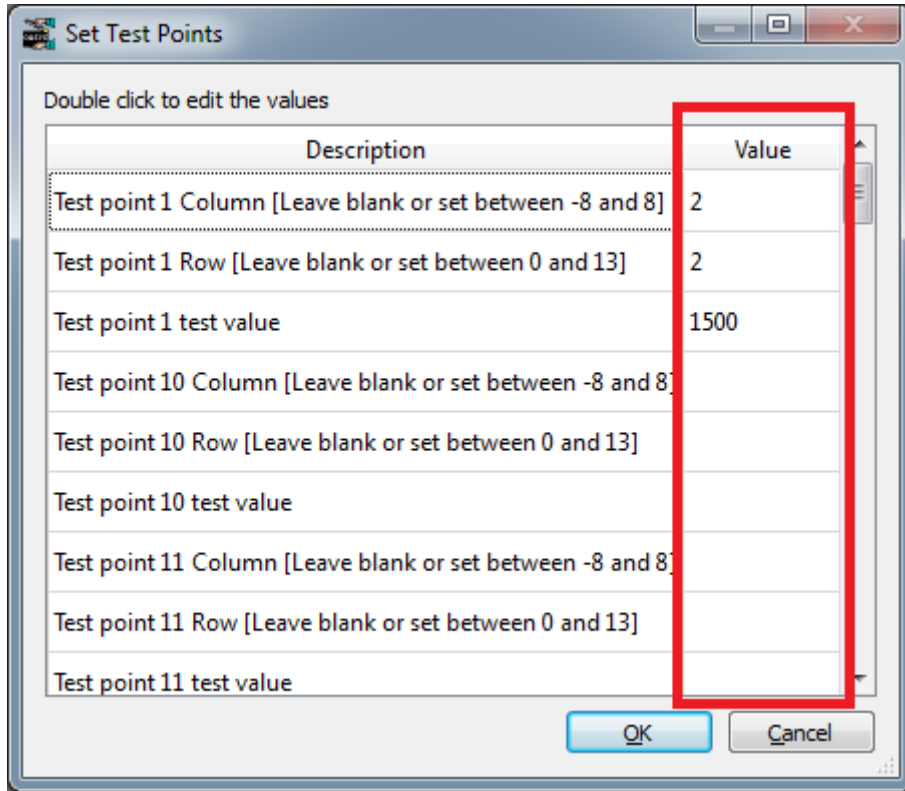 Set Test Points
Double click to edit the values
Description Value
Test point 1 Column [Leave blank or set between -8 and 8] 2
Test point 1 Row [Leave blank or set between 0 and 13] 2
Test point 1 test value 1500
Test point 10 Column [Leave blank or set between -8 and 8]
Test point 10 Row [Leave blank or set between 0 and 13]
Test point 10 test value
Test point 11 Column [Leave blank or set between -8 and 8]
Test point 11 Row [Leave blank or set between 0 and 13]
Test point 11 test value
OK Cancel